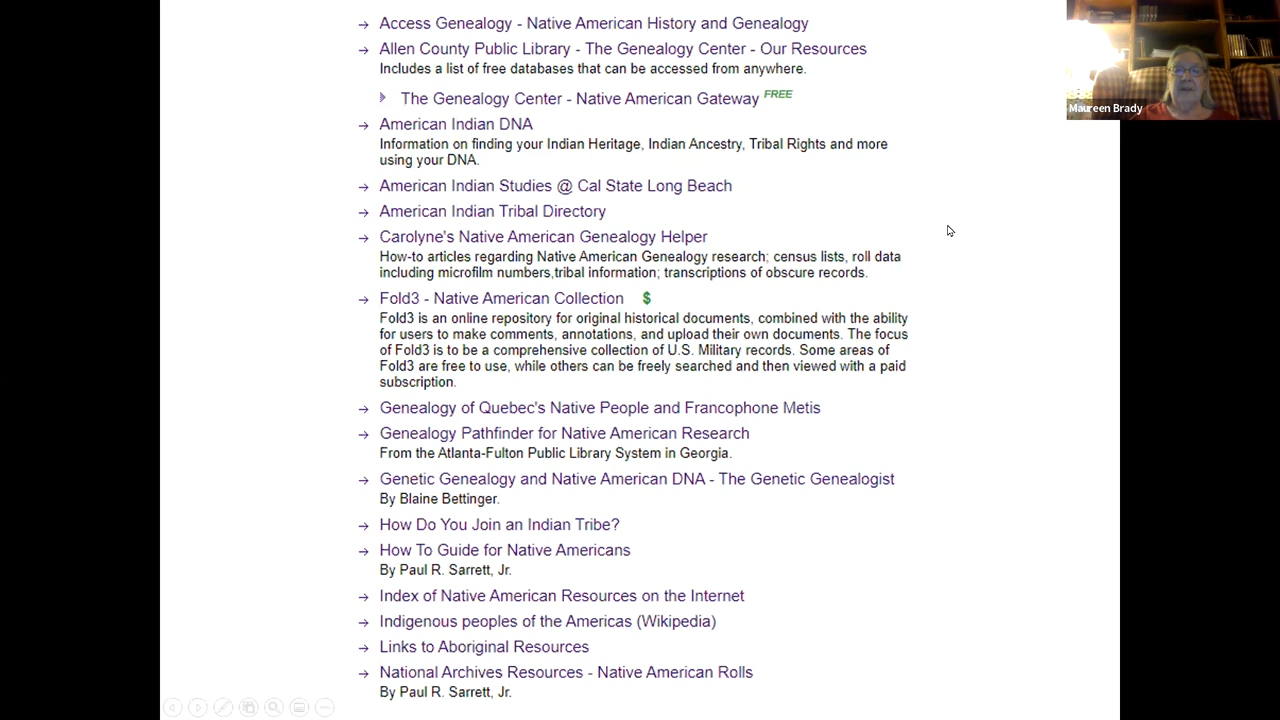 → Access Genealogy - Native American History and Genealogy
→ Allen County Public Library - The Genealogy Center - Our Resources
Includes a list of free databases that can be accessed from anywhere.
The Genealogy Center - Native American Gateway FREE
→ American Indian DNA
Information on finding your Indian Heritage, Indian Ancestry, Tribal Rights and more
using your DNA.
→ American Indian Studies @ Cal State Long Beach
→ American Indian Tribal Directory
→ Carolyne's Native American Genealogy Helper
How-to articles regarding Native American Genealogy research; census lists, roll data
including microfilm numbers,tribal information; transcriptions of obscure records.
→ Fold3 - Native American Collection $
Fold3 is an online repository for original historical documents, combined with the ability
for users to make comments, annotations, and upload their own documents. The focus
of Fold3 is to be a comprehensive collection of U.S. Military records. Some areas of
Fold3 are free to use, while others can be freely searched and then viewed with a paid
subscription.
→ Genealogy of Quebec's Native People and Francophone Metis
→ Genealogy Pathfinder for Native American Research
From the Atlanta-Fulton Public Library System in Georgia.
→ Genetic Genealogy and Native American DNA - The Genetic Genealogist
By Blaine Bettinger.
→ How Do You Join an Indian Tribe?
→ How To Guide for Native Americans
By Paul R. Sarrett, Jr.
→ Index of Native American Resources on the Internet
→ Indigenous peoples of the Americas (Wikipedia)
→ Links to Aboriginal Resources
→ National Archives Resources - Native American Rolls
By Paul R. Sarrett, Jr.
Maureen Brady